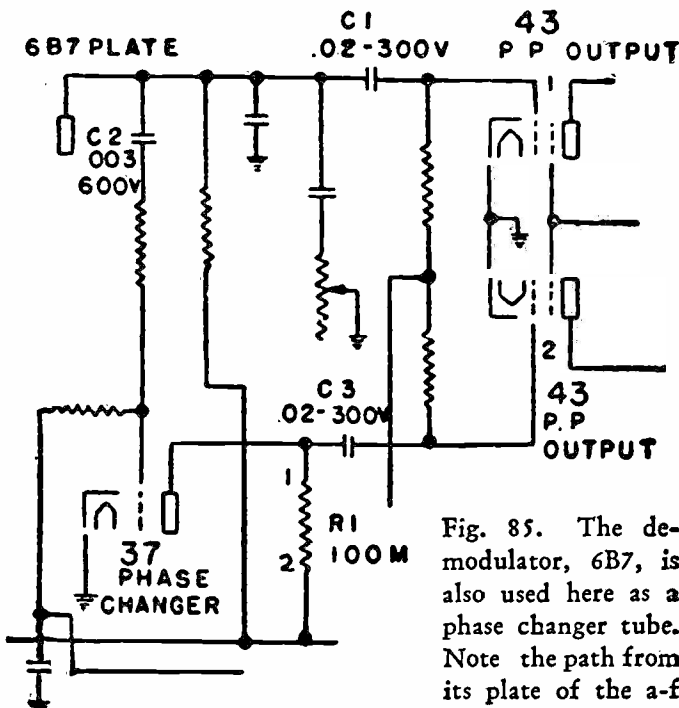 6B7 PLATE
C1
.02-300V
43
P P OUTPUT
1
C2
003
600V
C3
.02-300V
2
43
P.P
OUTPUT
1
2
R1
100M
37
PHASE
CHANGER
Fig. 85. The de-
modulator, 6B7, is
also used here as a
phase changer tube.
Note the path from
its plate of the a-f